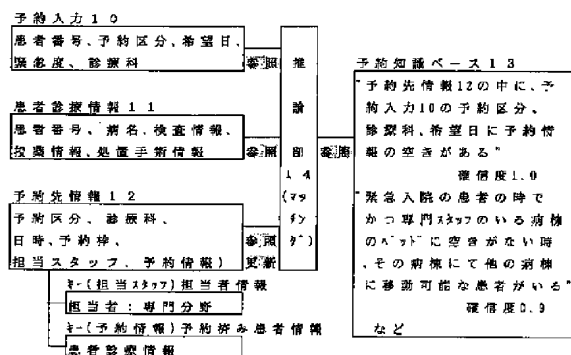 予約入力10
患者番号、予約区分、希望日、
緊急度、診療科
参照
患者診療情報11
患者番号、病名、検査情報、
投薬情報、処置手術情報
参照
予約先情報12
予約区分、診療科、
日時、予約枠、
担当スタッフ、予約情報)
参照
更新
キー(担当スタッフ)担当者情報
担当者:専門分野
キー(予約情報)予約済み患者情報
患者診療情報
推
論
部
14
(マッ
チン
グ)
参照
予約知識ベース13
"予約先情報12の中に、予
約入力10の予約区分、
診療科、希望日に予約情
報の空きがある"
確信度1.0
"緊急入院の患者の時で
かつ専門スタッフのいる病棟
のベッドに空きがない時
、その病棟にて他の病棟
に移動可能な患者がいる"
確信度0.9
など